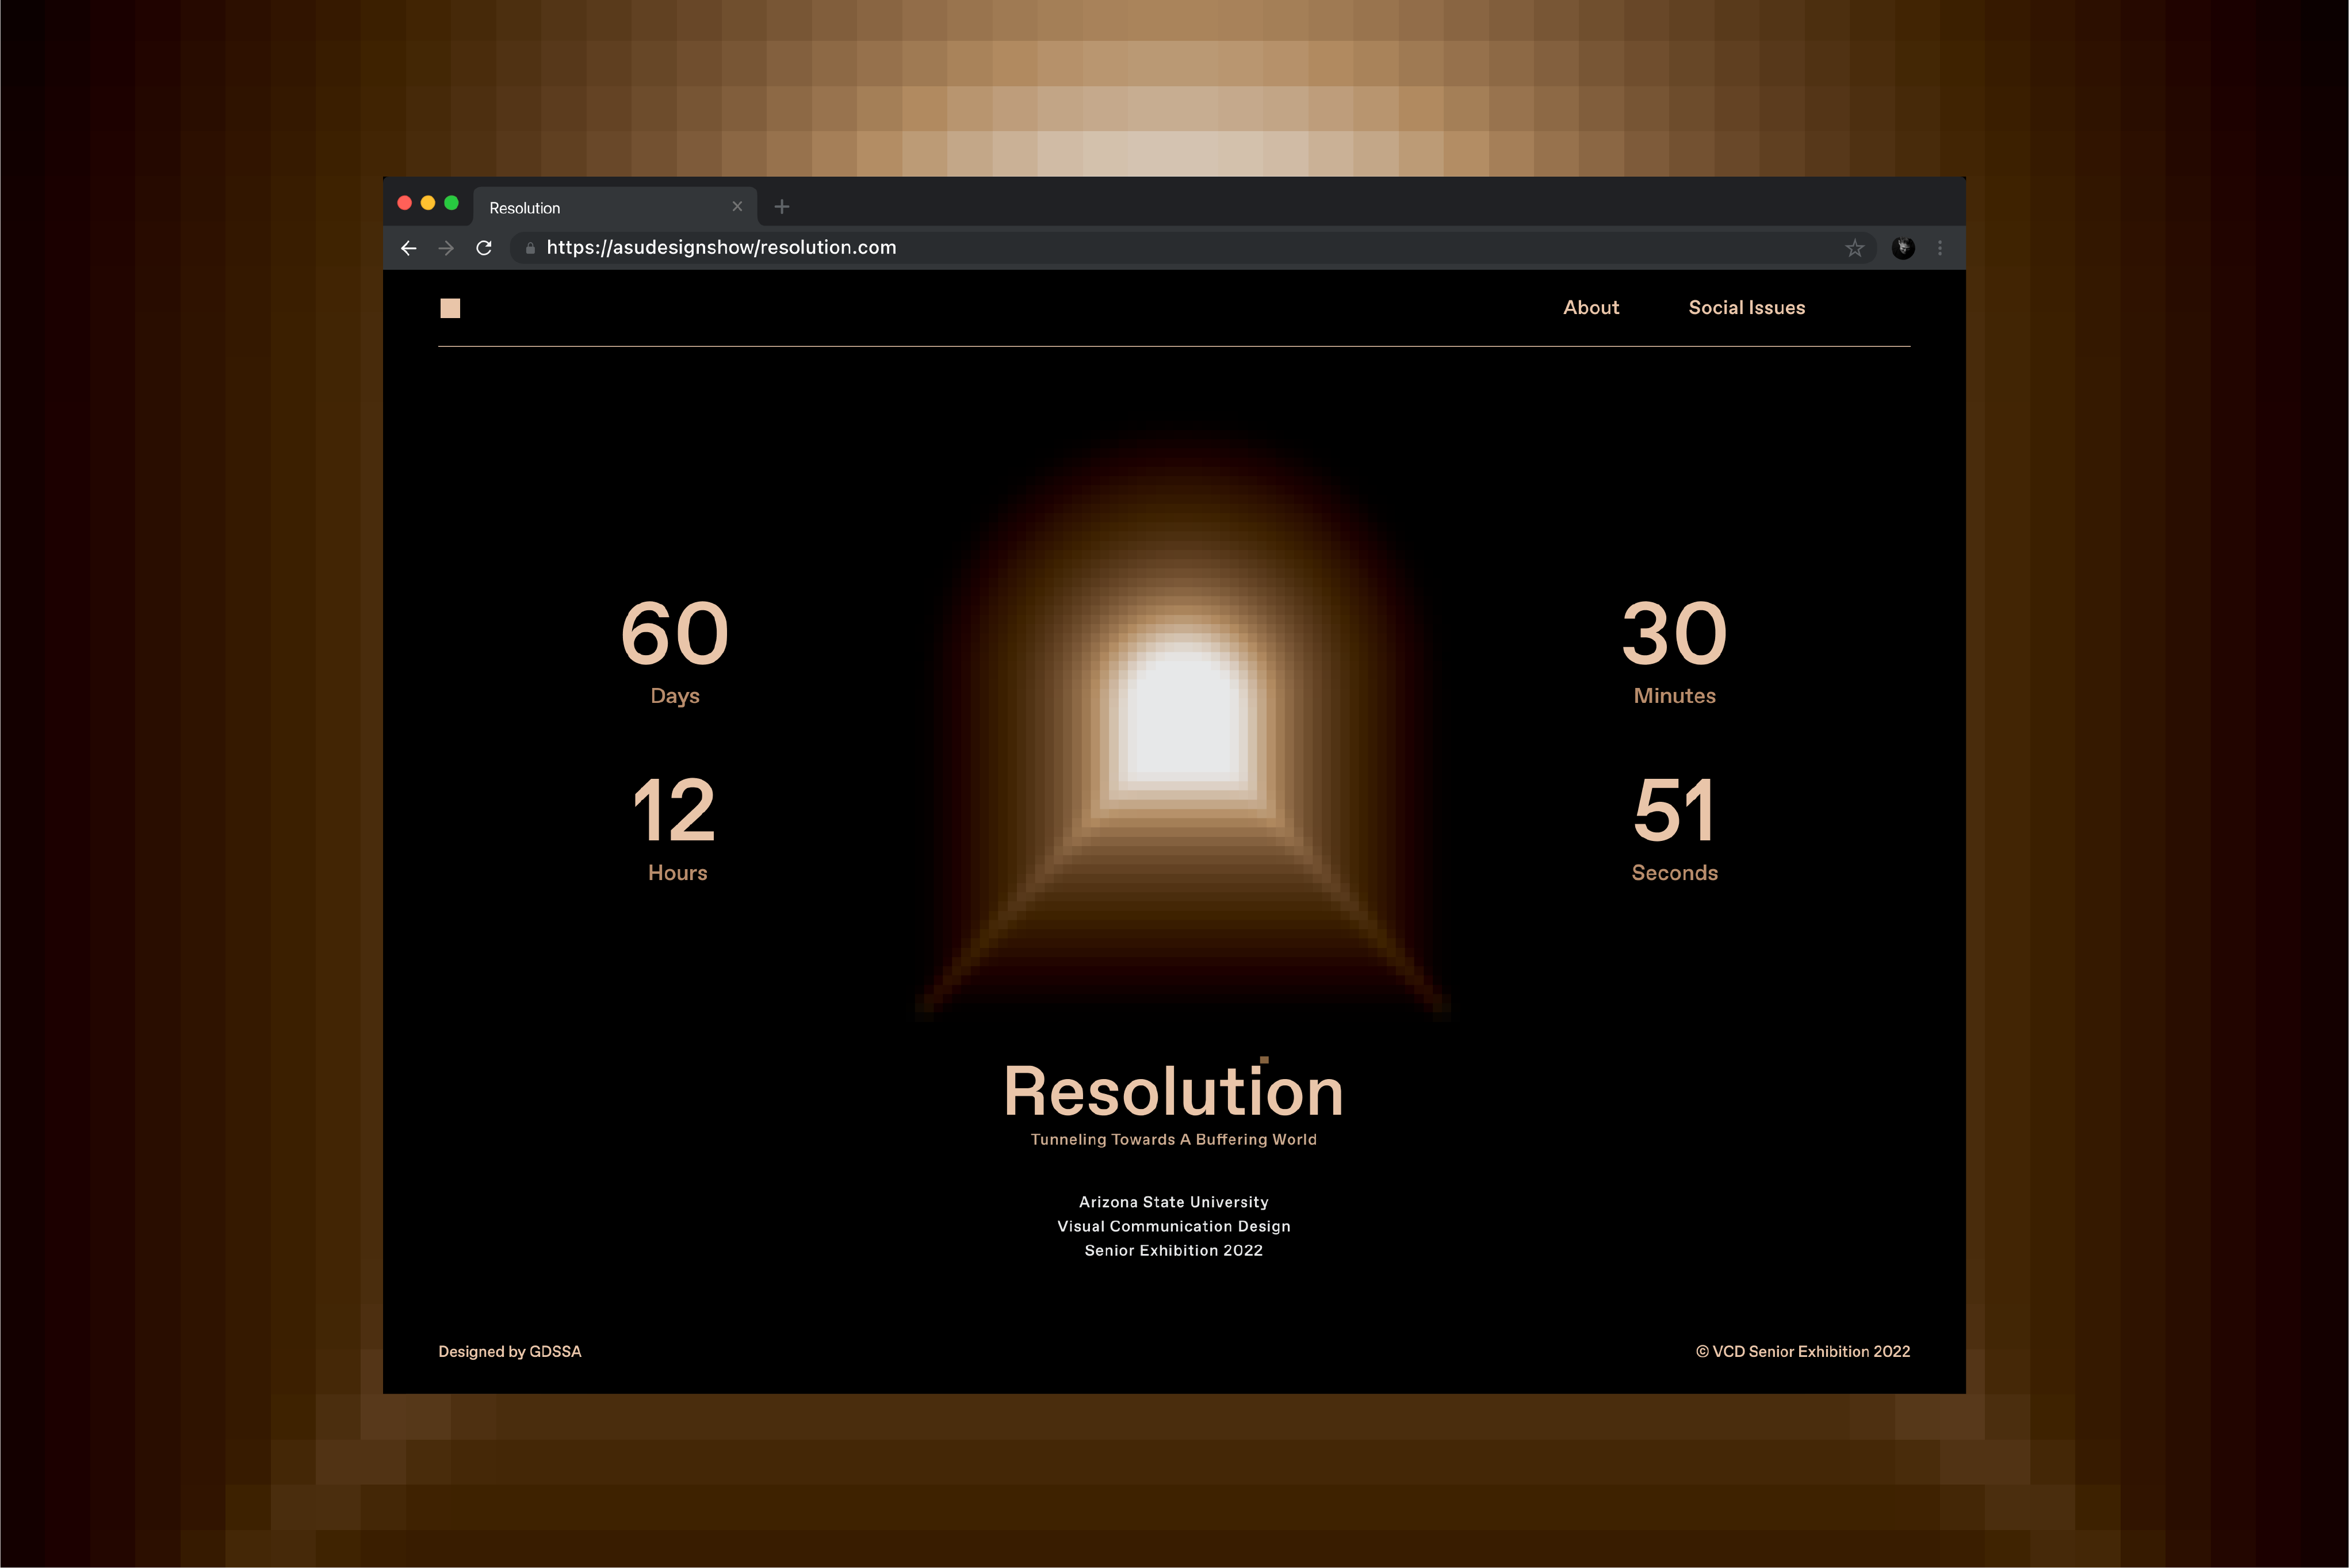 Resolution
https://asudesignshow/resolution.com
About
Social Issues
60
Days
12
Hours
30
Minutes
51
Seconds
Resolution
Tunneling Towards A Buffering World
Arizona State University
Visual Communication Design
Senior Exhibition 2022
Designed by GDSSA
© VCD Senior Exhibition 2022